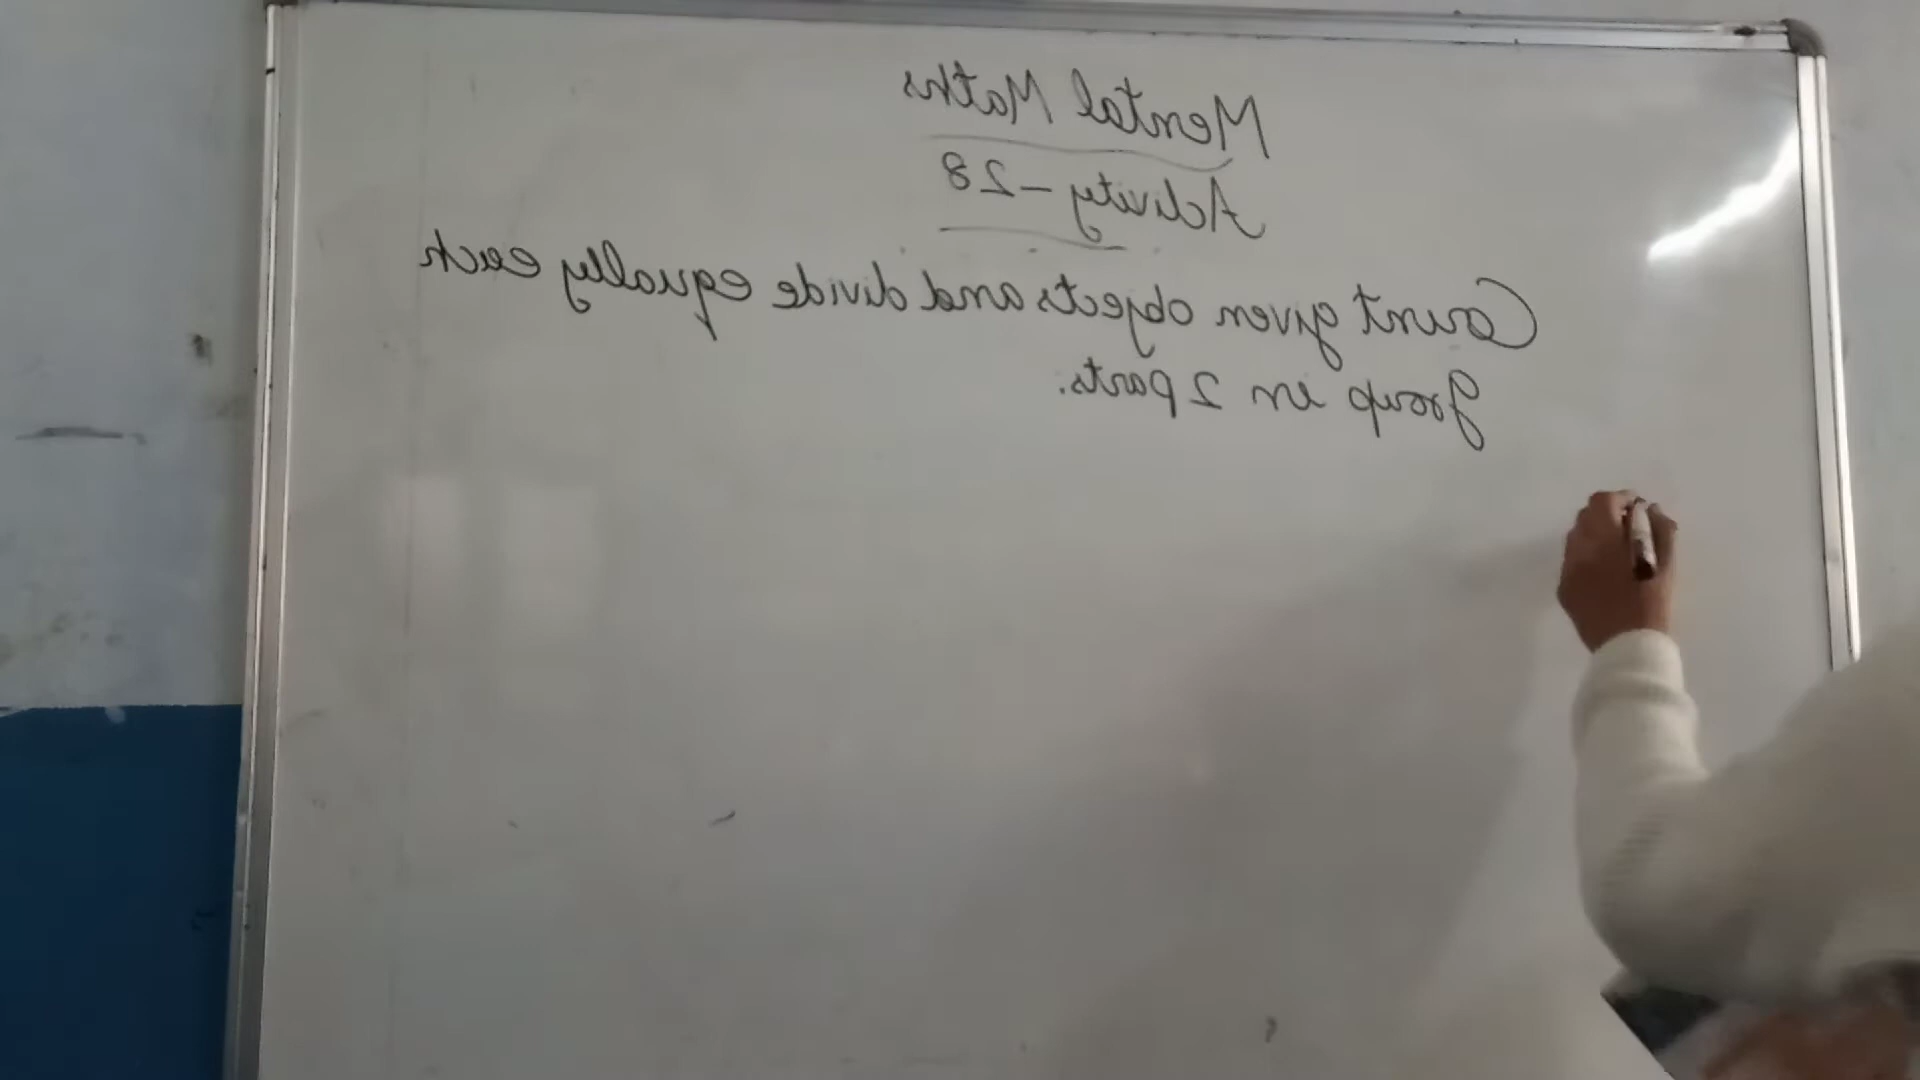 Mental Maths
Activity - 28
Count given objects and divide equally each
group in 2 parts.